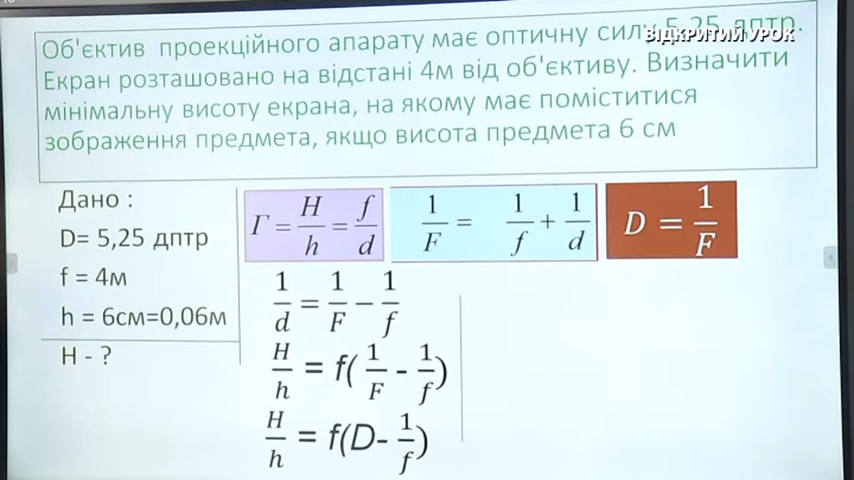 Об'єктив проекційного апарату має оптичну силу 5,25 дптр.
ВІДКРИТИЙ УРОК
Екран розташовано на відстані 4м від об'єктиву. Визначити
мінімальну висоту екрана, на якому має поміститися
зображення предмета, якщо висота предмета 6 см
Дано :
D= 5,25 дптр
f = 4м
h = 6см=0,06м
H - ?
Г = H/h = f/d
1/F = 1/f + 1/d
D = 1/F
1/d = 1/F − 1/f
H/h = f(1/F - 1/f)
H/h = f(D- 1/f)